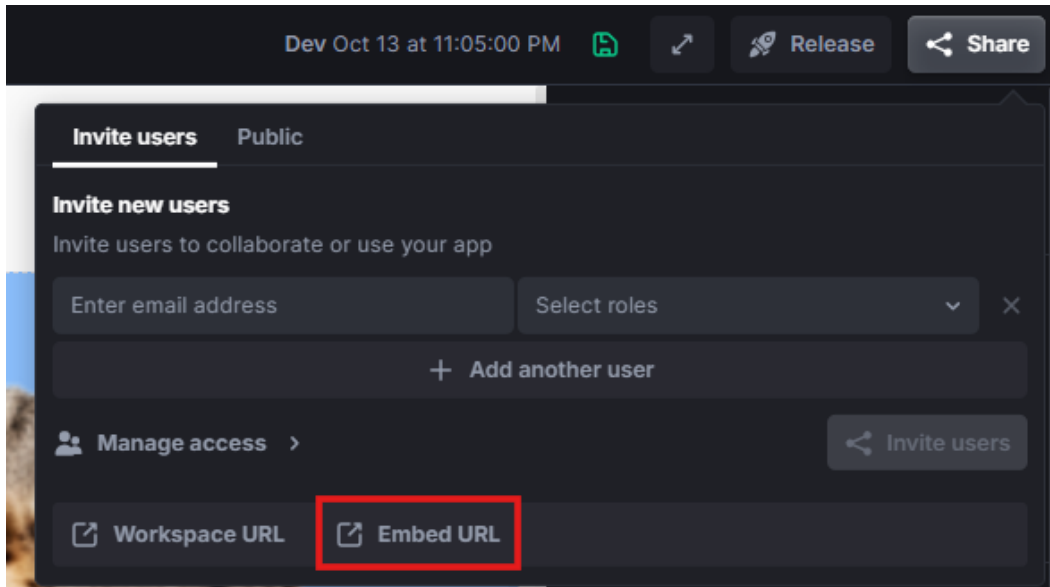 Dev Oct 13 at 11:05:00 PM Release Share
Invite users Public
Invite new users
Invite users to collaborate or use your app
Enter email address Select roles
Add another user
Manage access Invite users
Workspace URL Embed URL